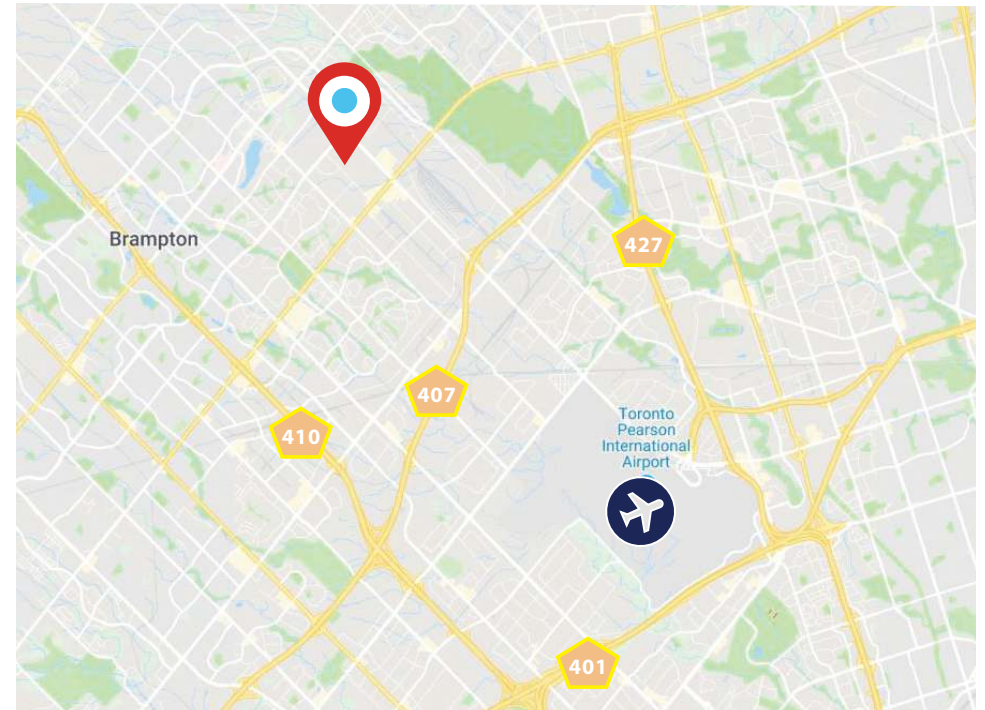 Brampton
427
407
410
Toronto
Pearson
International
Airport
401